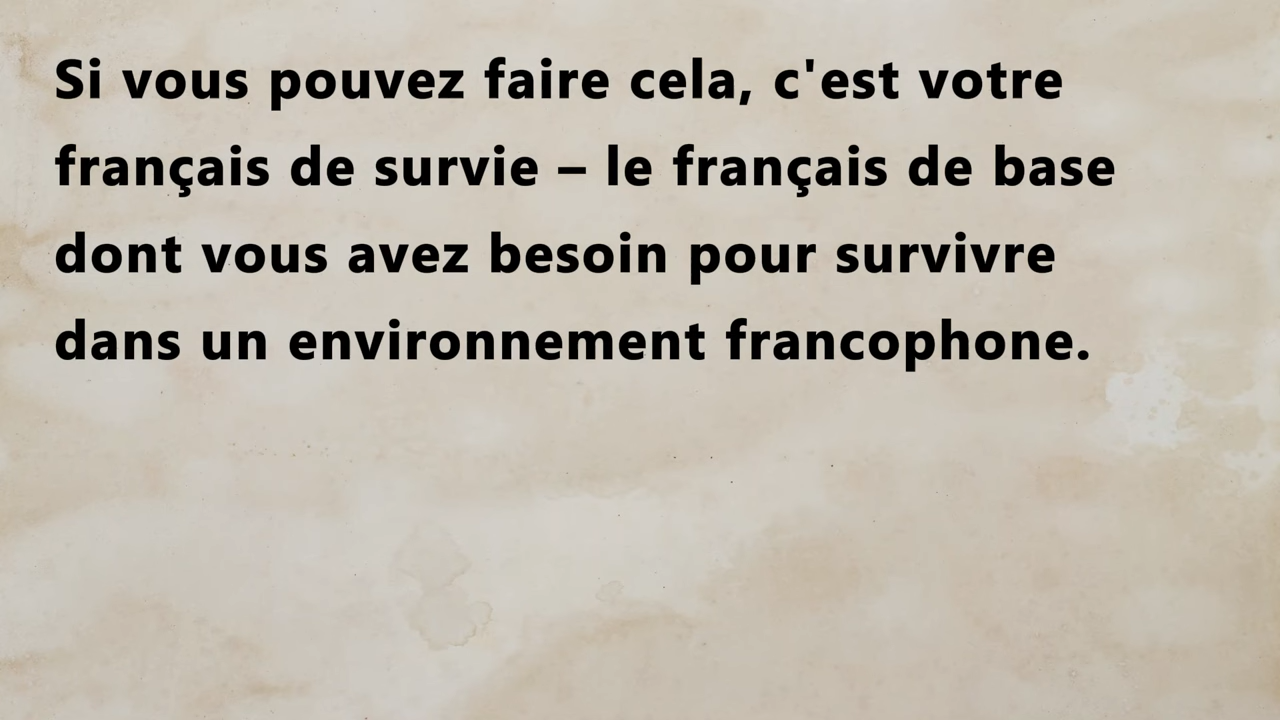 Si vous pouvez faire cela, c'est votre
français de survie – le français de base
dont vous avez besoin pour survivre
dans un environnement francophone.